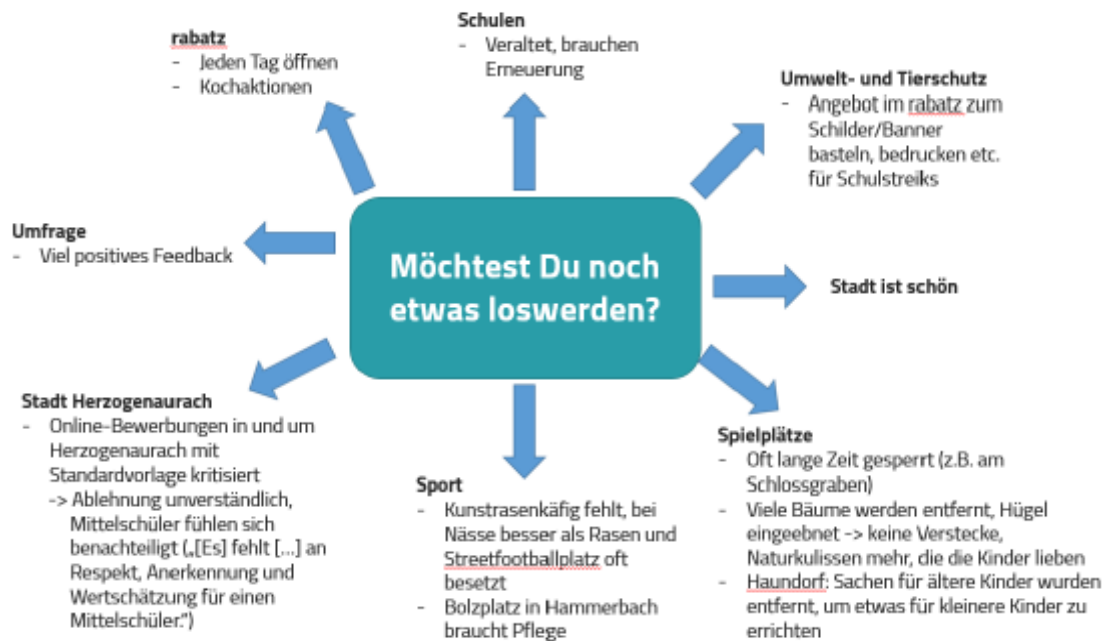 rabatz
- Jeden Tag öffnen
- Kochaktionen
Schulen
- Veraltet, brauchen
Erneuerung
Umwelt- und Tierschutz
- Angebot im rabatz zum
Schilder/Banner
basteln, bedrucken etc.
für Schulstreiks
Umfrage
- Viel positives Feedback
Möchtest Du noch
etwas loswerden?
Stadt ist schön
Stadt Herzogenaurach
- Online-Bewerbungen in und um
Herzogenaurach mit
Standardvorlage kritisiert
-> Ablehnung unverständlich,
Mittelschüler fühlen sich
benachteiligt („[Es] fehlt [...] an
Respekt, Anerkennung und
Wertschätzung für einen
Mittelschüler.")
Sport
- Kunstrasenkäfig fehlt, bei
Nässe besser als Rasen und
Streetfootballplatz oft
besetzt
- Bolzplatz in Hammerbach
braucht Pflege
Spielplätze
- Oft lange Zeit gesperrt (z.B. am
Schlossgraben)
- Viele Bäume werden entfernt, Hügel
eingeebnet -> keine Verstecke,
Naturkulissen mehr, die die Kinder lieben
- Haundorf: Sachen für ältere Kinder wurden
entfernt, um etwas für kleinere Kinder zu
errichten